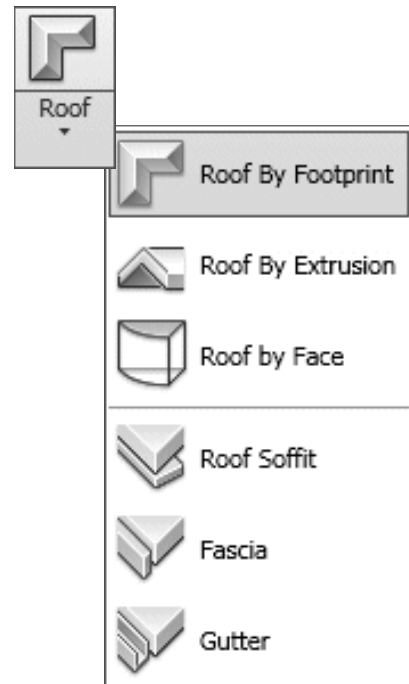 Roof
Roof By Footprint
Roof By Extrusion
Roof by Face
Roof Soffit
Fascia
Gutter